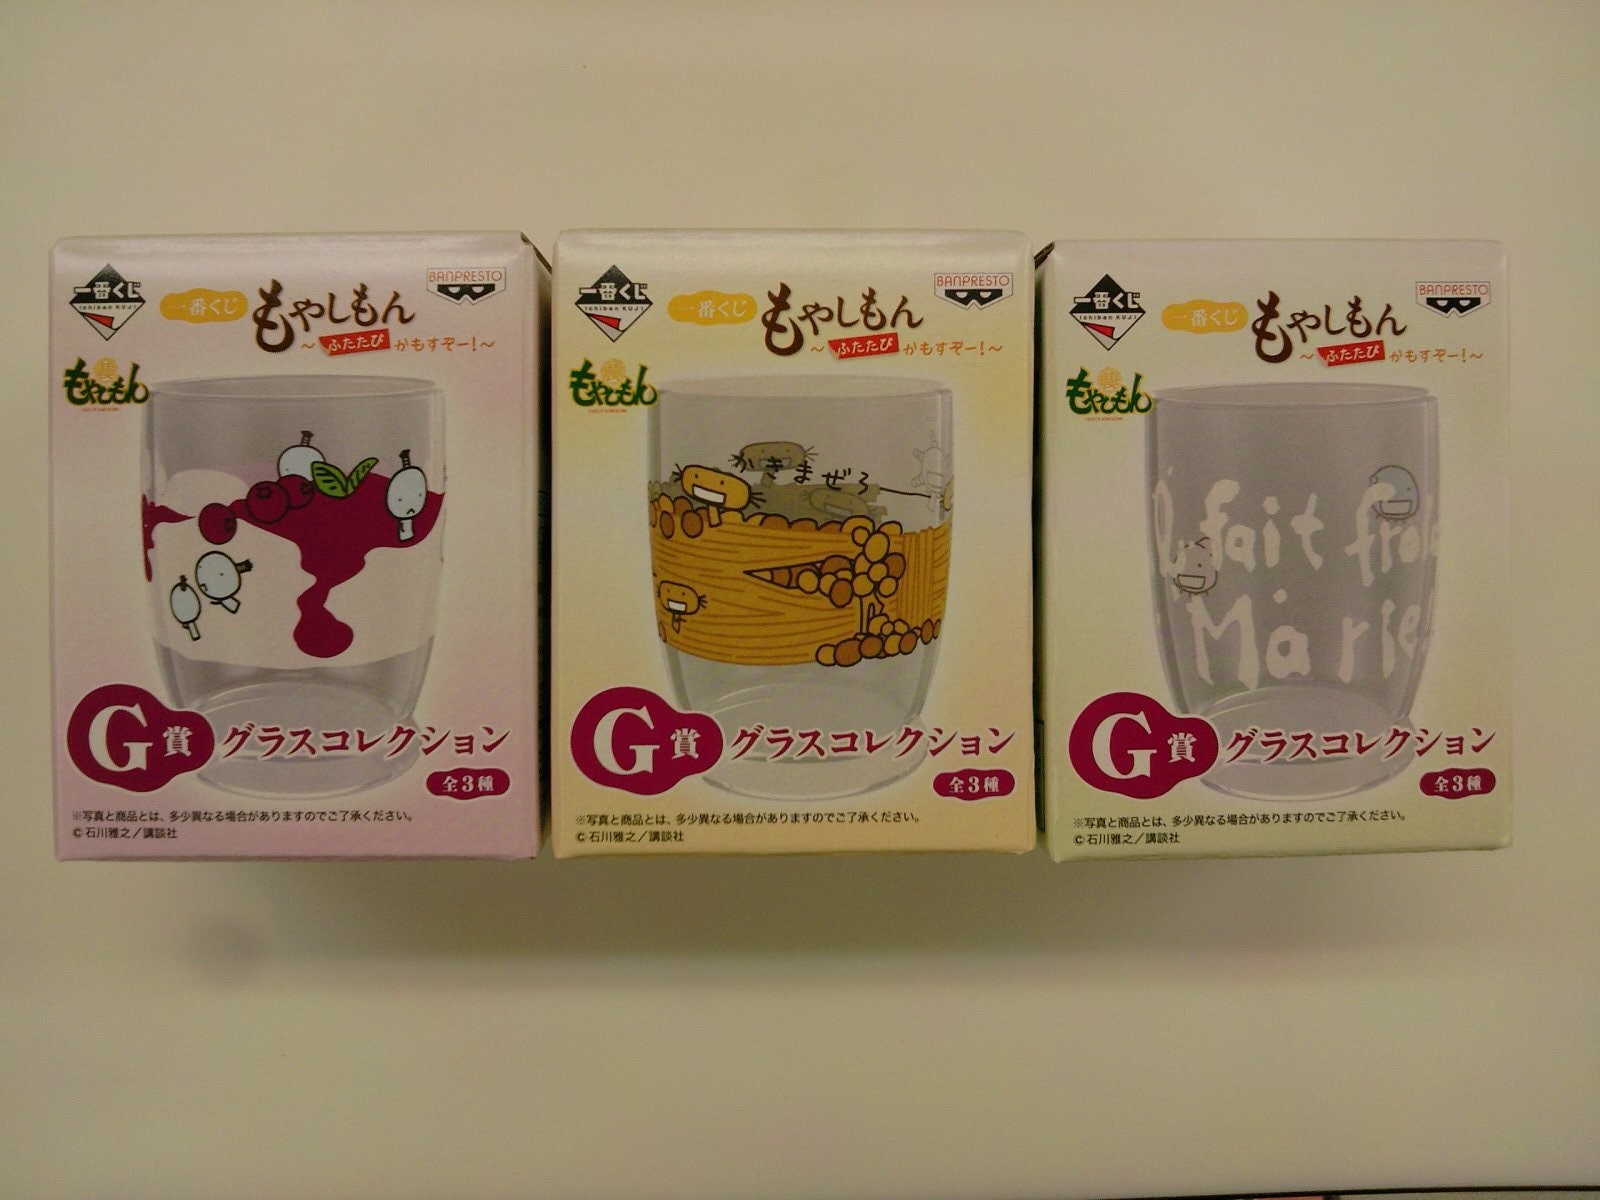 一番くじ
Ichiban KUJI
一番くじ
もやしもん
～ふたたびかもすぞー!～
BANPRESTO
もやしもん
G賞
グラスコレクション
全3種
※写真と商品とは、多少異なる場合がありますのでご了承ください。
©石川雅之／講談社
一番くじ
Ichiban KUJI
一番くじ
もやしもん
～ふたたびかもすぞー!～
BANPRESTO
もやしもん
かきまぜろ
G賞
グラスコレクション
全3種
※写真と商品とは、多少異なる場合がありますのでご了承ください。
©石川雅之／講談社
一番くじ
Ichiban KUJI
一番くじ
もやしもん
～ふたたびかもすぞー!～
BANPRESTO
もやしもん
fait
Marie
G賞
グラスコレクション
全3種
※写真と商品とは、多少異なる場合がありますのでご了承ください。
©石川雅之／講談社